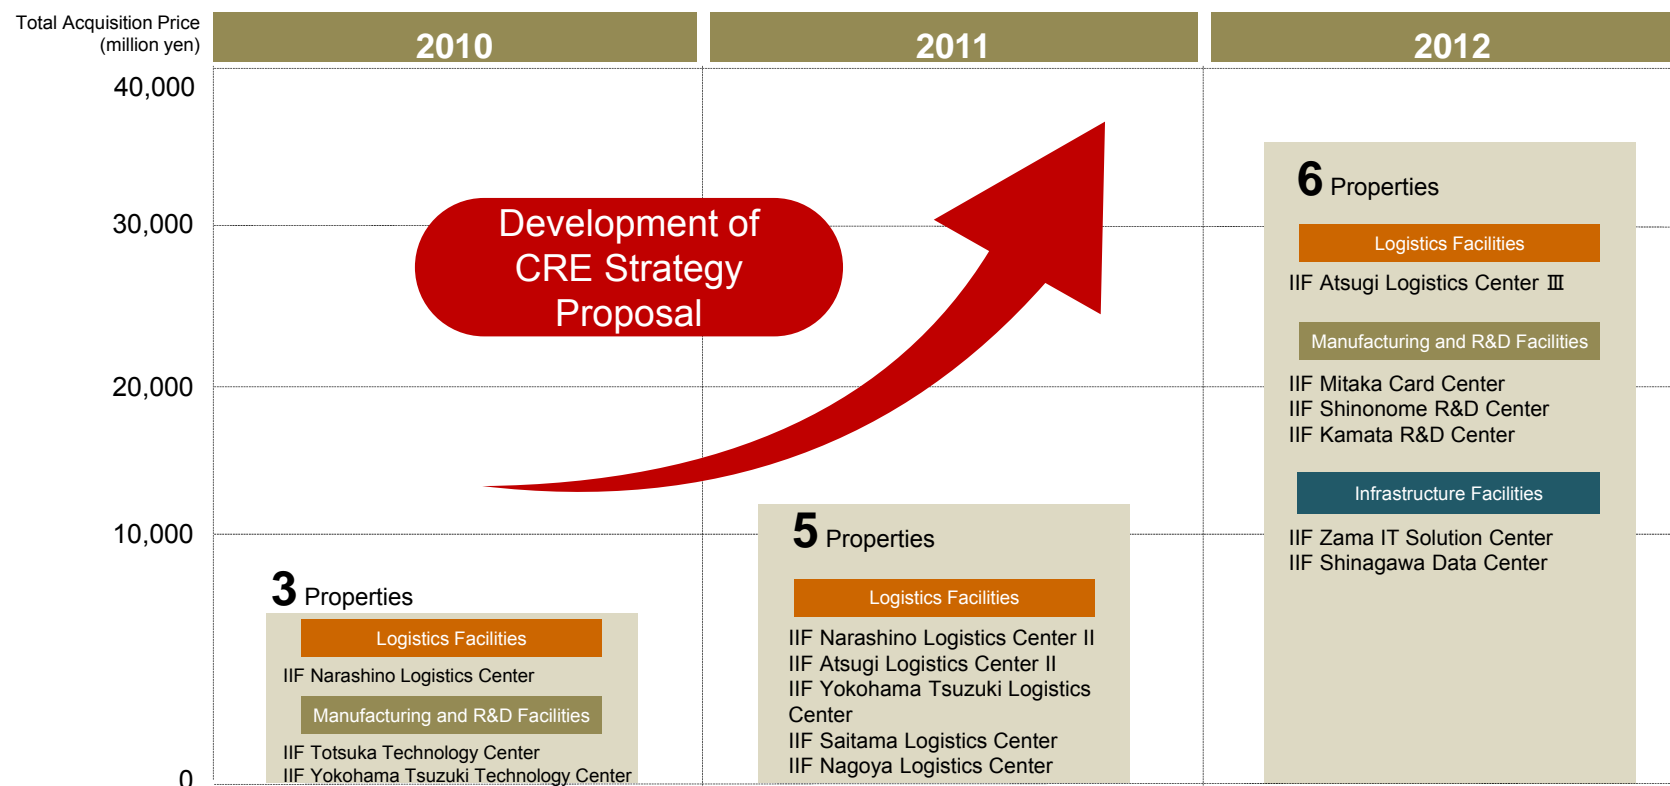 Total Acquisition Price
(million yen)
2010
2011
2012
40,000
30,000
20,000
10,000
0
Development of
CRE Strategy
Proposal
3 Properties
Logistics Facilities
IIF Narashino Logistics Center
Manufacturing and R&D Facilities
IIF Totsuka Technology Center
IIF Yokohama Tsuzuki Technology Center
5 Properties
Logistics Facilities
IIF Narashino Logistics Center II
IIF Atsugi Logistics Center II
IIF Yokohama Tsuzuki Logistics
Center
IIF Saitama Logistics Center
IIF Nagoya Logistics Center
6 Properties
Logistics Facilities
IIF Atsugi Logistics Center Ⅲ
Manufacturing and R&D Facilities
IIF Mitaka Card Center
IIF Shinonome R&D Center
IIF Kamata R&D Center
Infrastructure Facilities
IIF Zama IT Solution Center
IIF Shinagawa Data Center